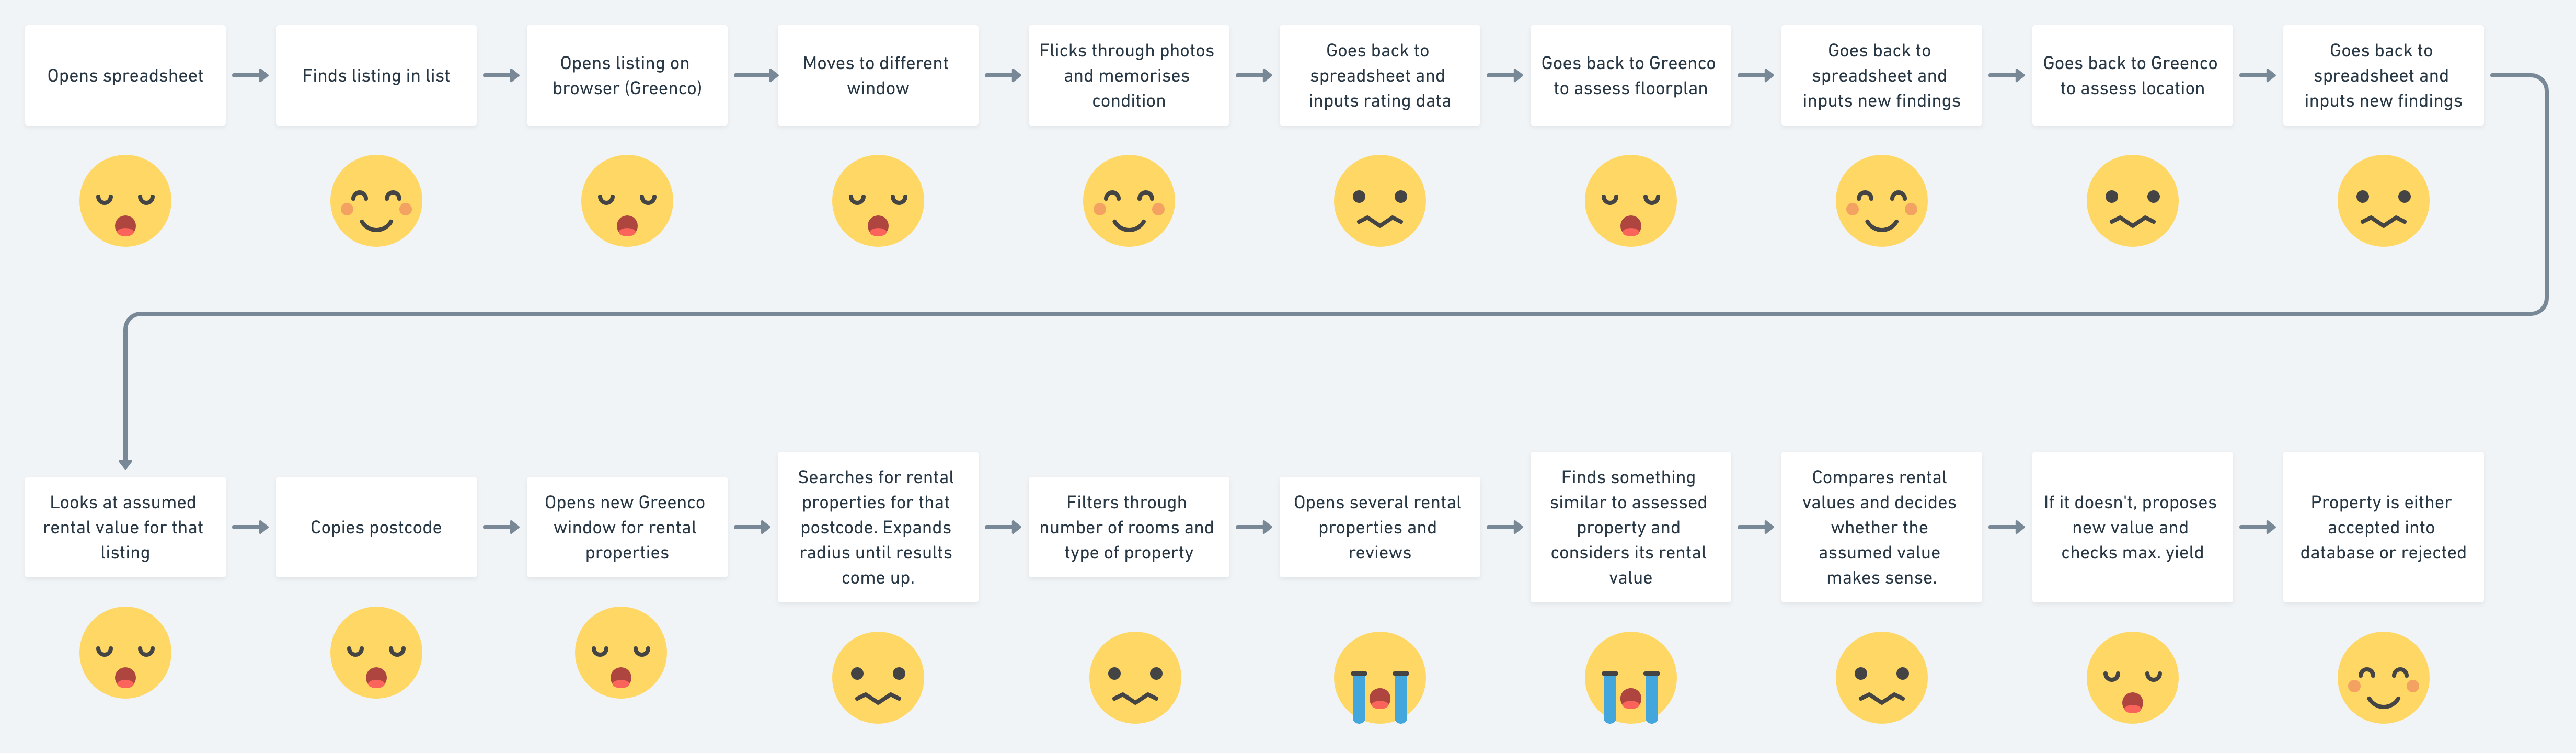 Opens spreadsheet
Finds listing in list
Opens listing on
browser (Greenco)
Moves to different
window
Flicks through photos
and memorises
condition
Goes back to
spreadsheet and
inputs rating data
Goes back to Greenco
to assess floorplan
Goes back to
spreadsheet and
inputs new findings
Goes back to Greenco
to assess location
Goes back to
spreadsheet and
inputs new findings
Looks at assumed
rental value for that
listing
Copies postcode
Opens new Greenco
window for rental
properties
Searches for rental
properties for that
postcode. Expands
radius until results
come up.
Filters through
number of rooms and
type of property
Opens several rental
properties and
reviews
Finds something
similar to assessed
property and
considers its rental
value
Compares rental
values and decides
whether the
assumed value
makes sense.
If it doesn't, proposes
new value and
checks max. yield
Property is either
accepted into
database or rejected